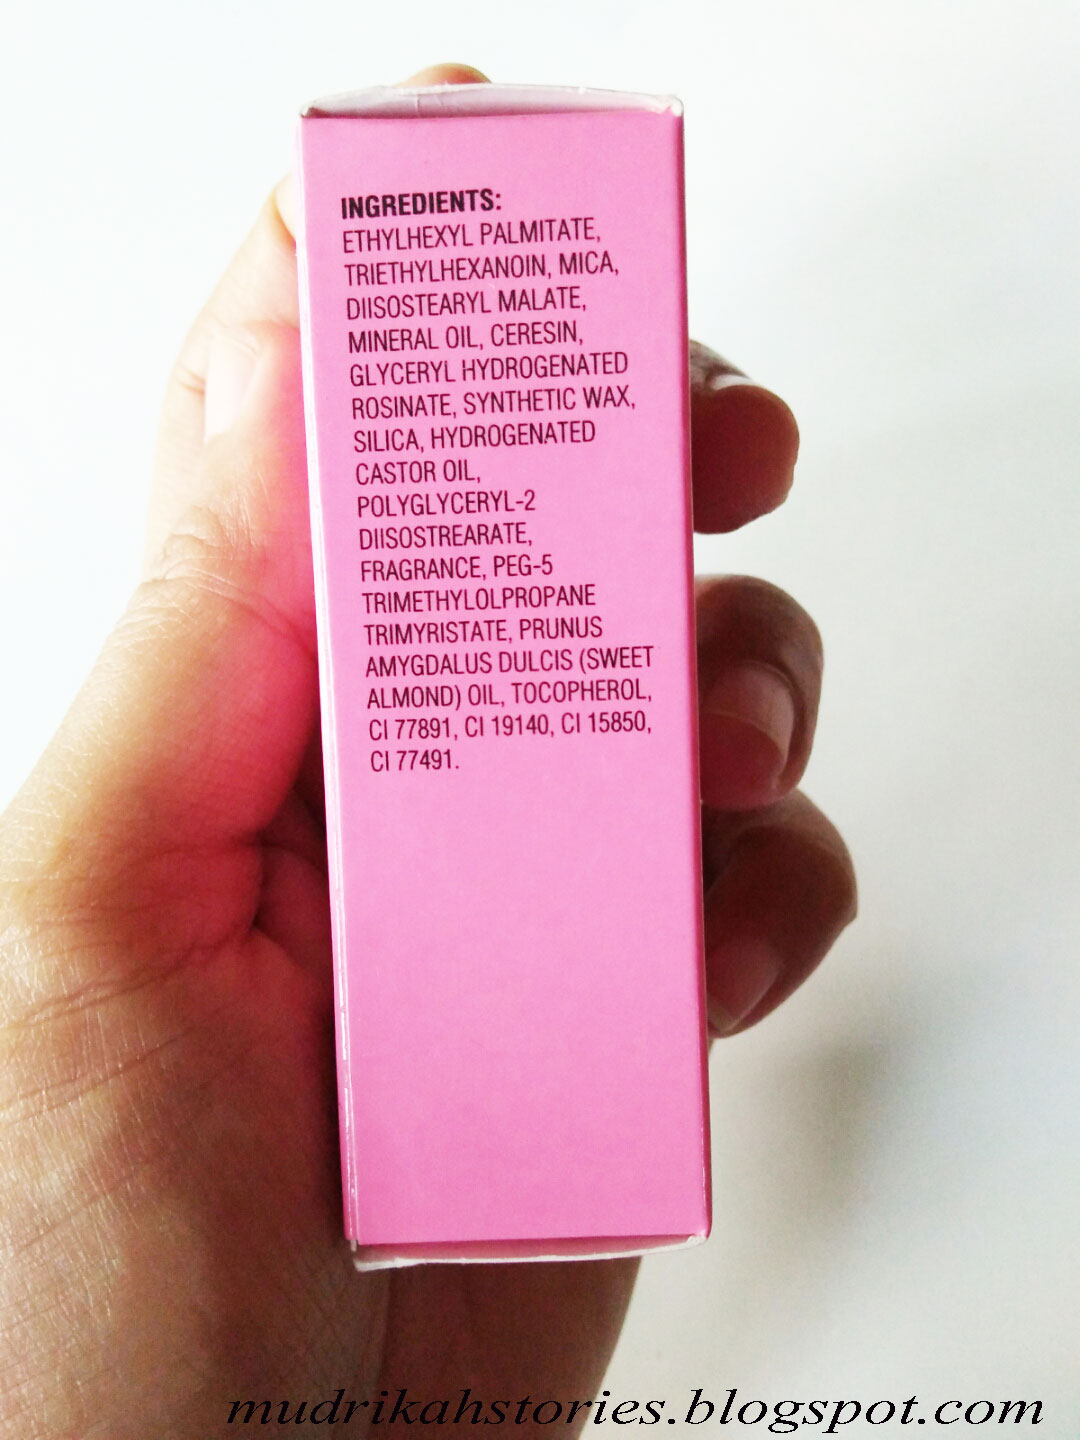 INGREDIENTS:
ETHYLHEXYL PALMITATE,
TRIETHYLHEXANOIN, MICA,
DIISOSTEARYL MALATE,
MINERAL OIL, CERESIN,
GLYCERYL HYDROGENATED
ROSINATE, SYNTHETIC WAX,
SILICA, HYDROGENATED
CASTOR OIL,
POLYGLYCERYL-2
DIISOSTREARATE,
FRAGRANCE, PEG-5
TRIMETHYLOLPROPANE
TRIMYRISTATE, PRUNUS
AMYGDALUS DULCIS (SWEET
ALMOND) OIL, TOCOPHEROL,
CI 77891, CI 19140, CI 15850,
CI 77491.
mudrikahstories.blogspot.com